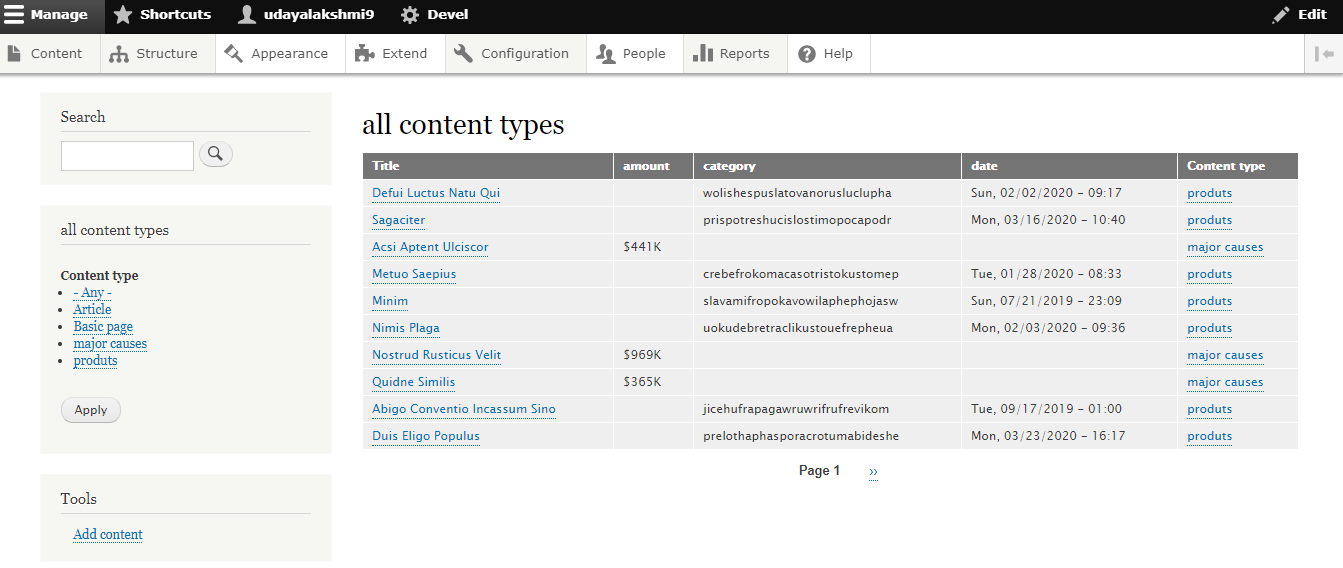 Manage Shortcuts udayalakshmi9 Devel Edit
Content Structure Appearance Extend Configuration People Reports Help
Search
all content types
Content type
- Any -
Article
Basic page
major causes
produts
Apply
Tools
Add content
all content types
Title amount category date Content type
Defui Luctus Natu Qui wolishespuslatovanorusluclupha Sun, 02/02/2020 - 09:17 produts
Sagaciter prispotreshucislostimopocapodr Mon, 03/16/2020 - 10:40 produts
Acsi Aptent Ulciscor $441K major causes
Metuo Saepius crebefrokomacasotristokustomep Tue, 01/28/2020 - 08:33 produts
Minim slavamifropokavowilaphephojasw Sun, 07/21/2019 - 23:09 produts
Nimis Plaga uokudebretraclikustouefrepheua Mon, 02/03/2020 - 09:36 produts
Nostrud Rusticus Velit $969K major causes
Quidne Similis $365K major causes
Abigo Conventio Incassum Sino jicehufrapagawruwrifrufrevikom Tue, 09/17/2019 - 01:00 produts
Duis Eligo Populus prelothaphasporacrotumabideshe Mon, 03/23/2020 - 16:17 produts
Page 1 ››